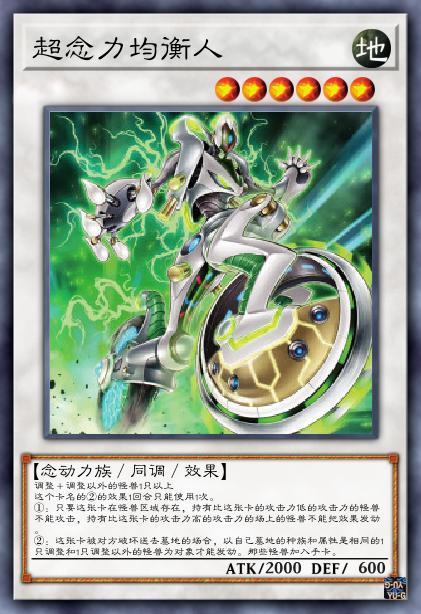 超念力均衡人
地
【念动力族／同调／效果】
调整＋调整以外的怪兽1只以上
这个卡名的②的效果1回合只能使用1次。
①：只要这张卡在怪兽区域存在，持有比这张卡的攻击力低的攻击力的怪兽
不能攻击，持有比这张卡的攻击力高的攻击力的场上的怪兽不能把效果发动
。
②：这张卡被对方破坏送去墓地的场合，以自己墓地的种族和属性是相同的1
只调整和1只调整以外的怪兽为对象才能发动。那些怪兽加入手卡。
ATK/2000 DEF/ 600